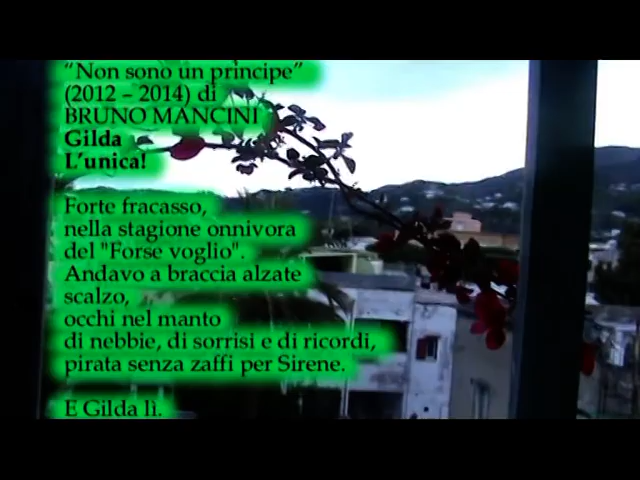 “Non sono un principe”
(2012 – 2014) di
BRUNO MANCINI
Gilda
L’unica!
Forte fracasso,
nella stagione onnivora
del "Forse voglio".
Andavo a braccia alzate
scalzo,
occhi nel manto
di nebbie, di sorrisi e di ricordi,
pirata senza zaffi per Sirene.
E Gilda lì.